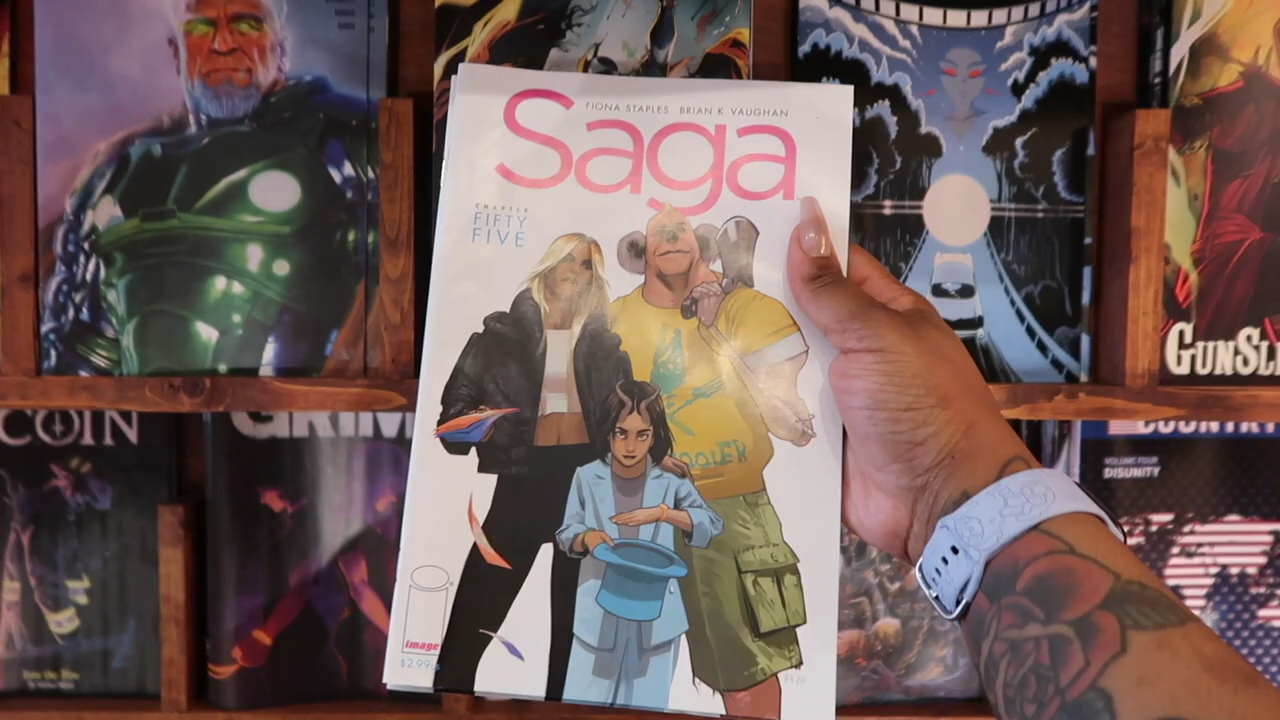 FIONA STAPLES BRIAN K VAUGHAN
Saga
CHAPTER
FIFTY
FIVE
image
$2.99
GUNSL
COIN
GRIM
COUNTRY
VOLUME FOUR
DISUNITY